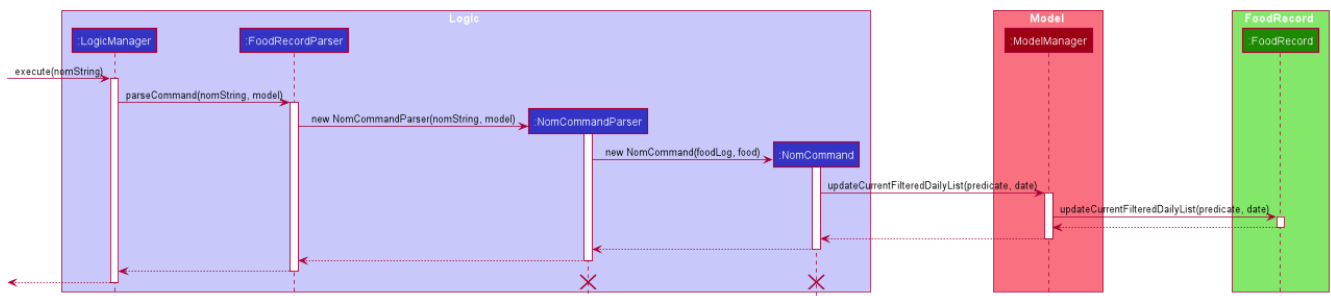 Logic
Model
FoodRecord
:LogicManager
:FoodRecordParser
:ModelManager
:FoodRecord
execute(nomString)
parseCommand(nomString, model)
new NomCommandParser(nomString, model)
:NomCommandParser
new NomCommand(foodLog, food)
:NomCommand
updateCurrentFilteredDailyList(predicate, date)
updateCurrentFilteredDailyList(predicate, date)